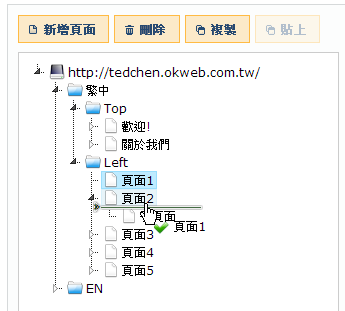 新增頁面 刪除 複製 貼上
http://tedchen.okweb.com.tw/
繁中
Top
歡迎!
關於我們
Left
頁面1
頁面2
頁面
頁面1
頁面3
頁面4
頁面5
EN